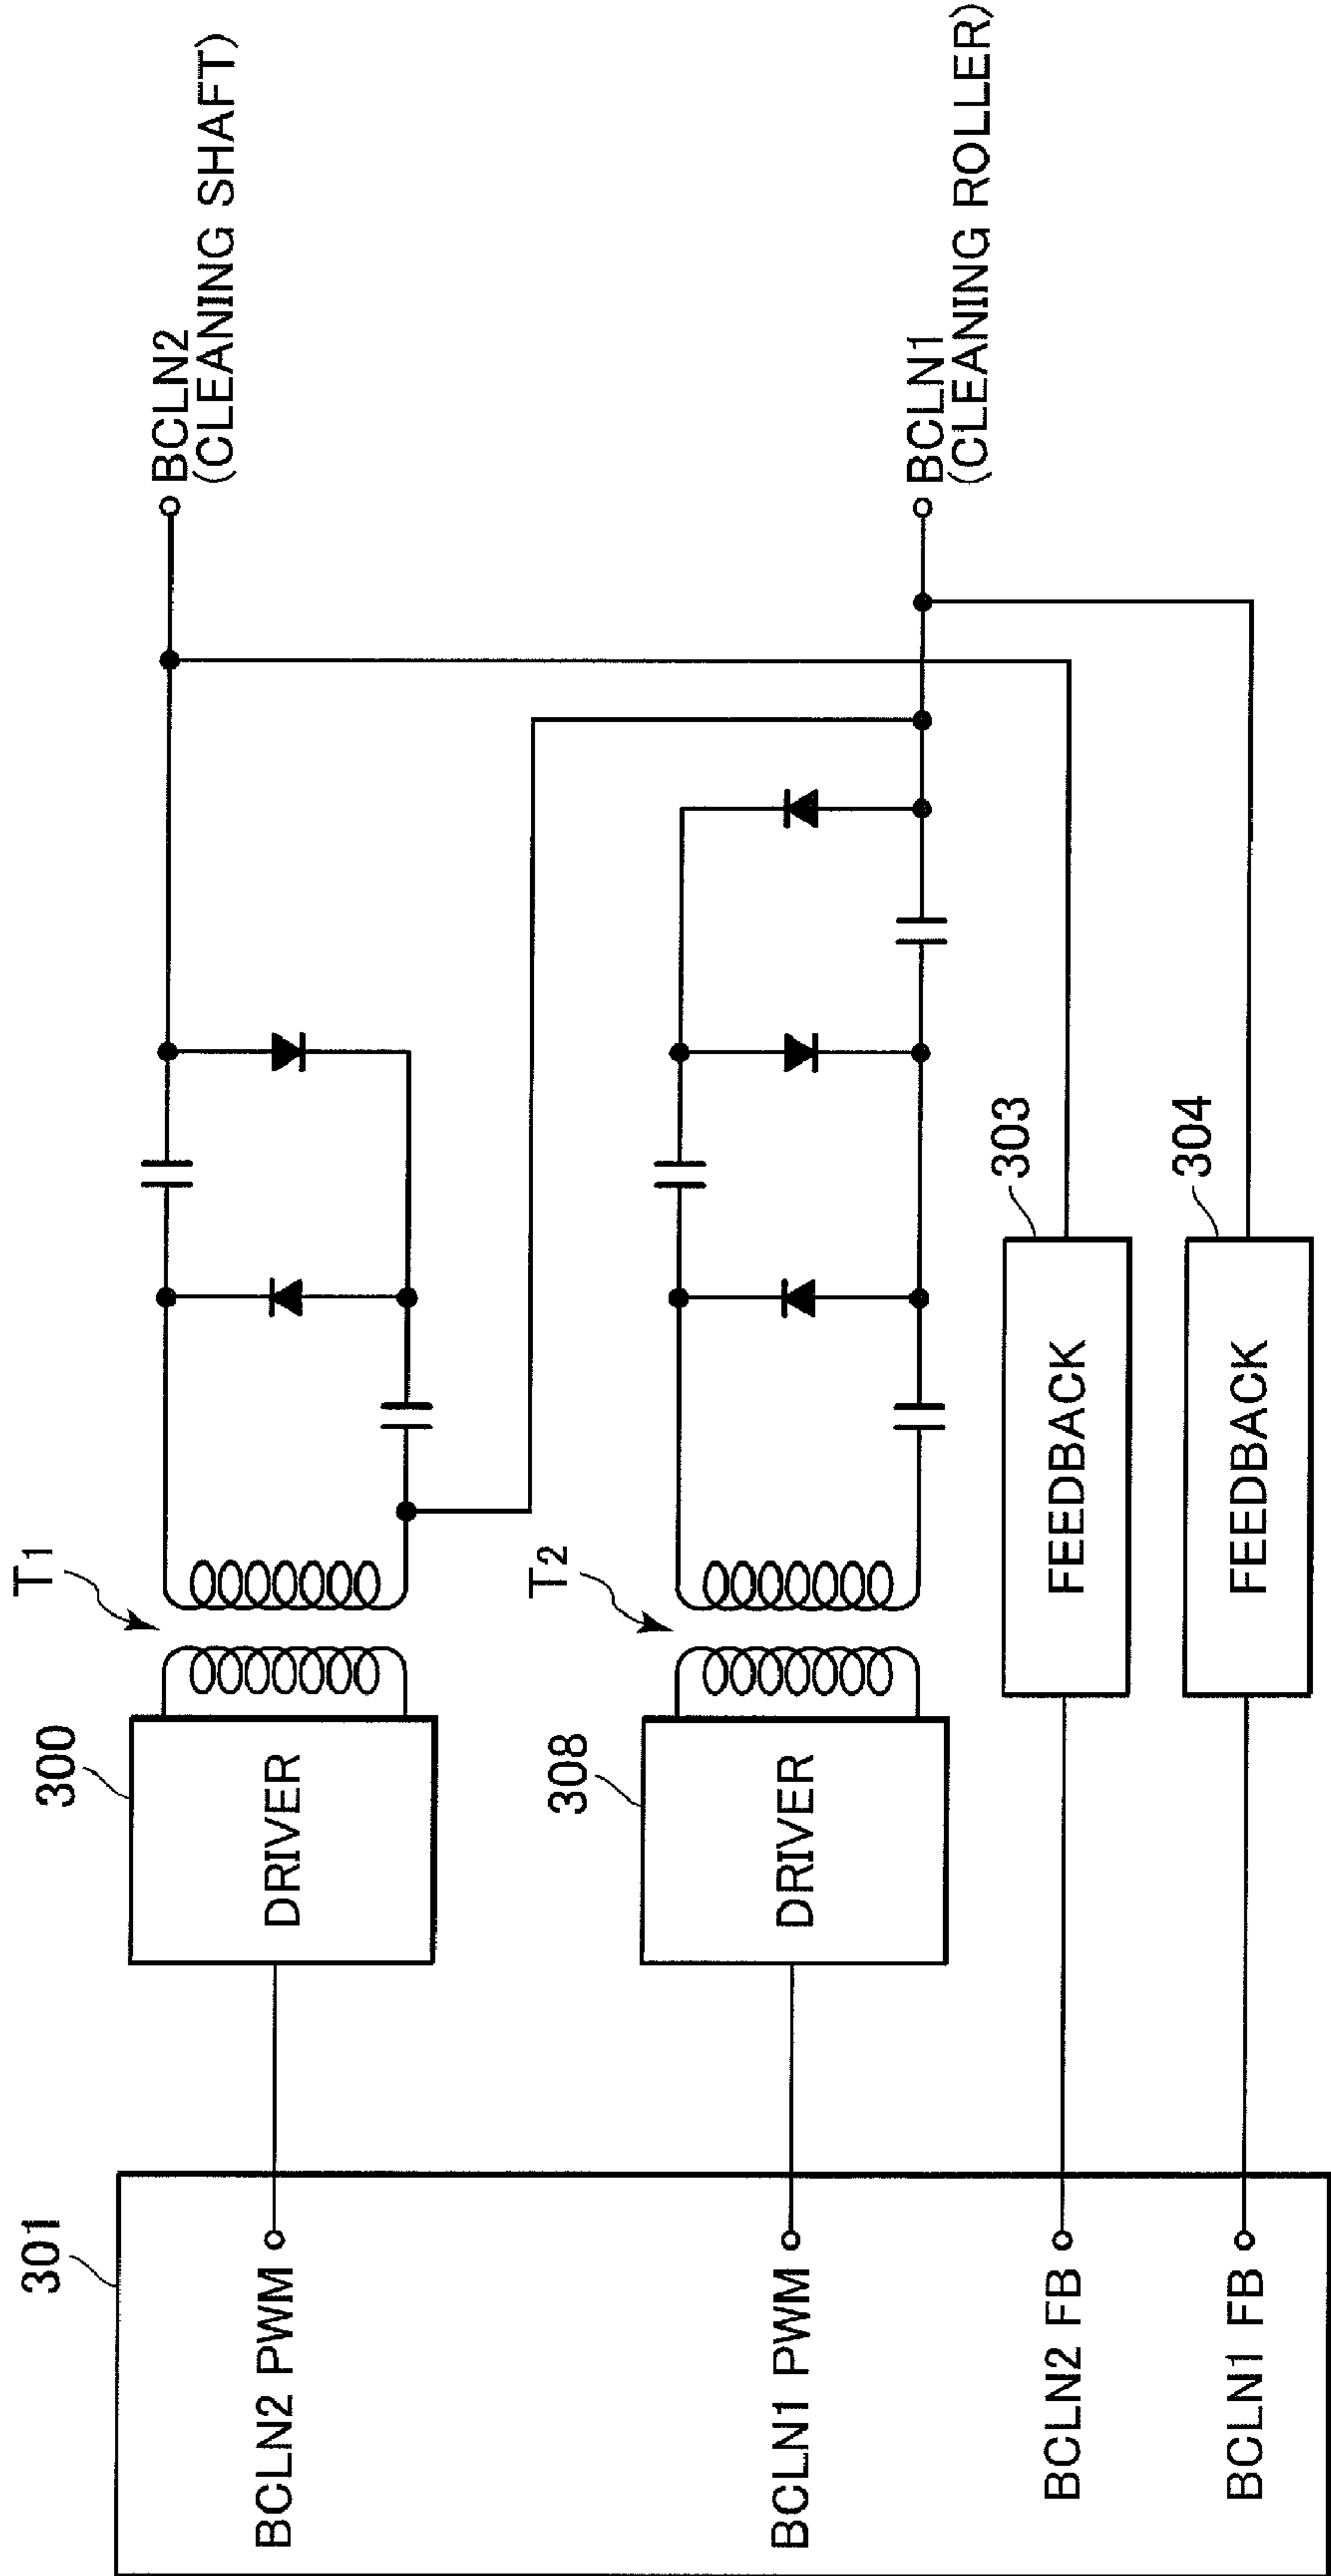 301
BCLN2 PWM
BCLN1 PWM
BCLN2 FB
BCLN1 FB
300
DRIVER
308
DRIVER
T1
T2
FEEDBACK
303
FEEDBACK
304
BCLN2
(CLEANING SHAFT)
BCLN1
(CLEANING ROLLER)